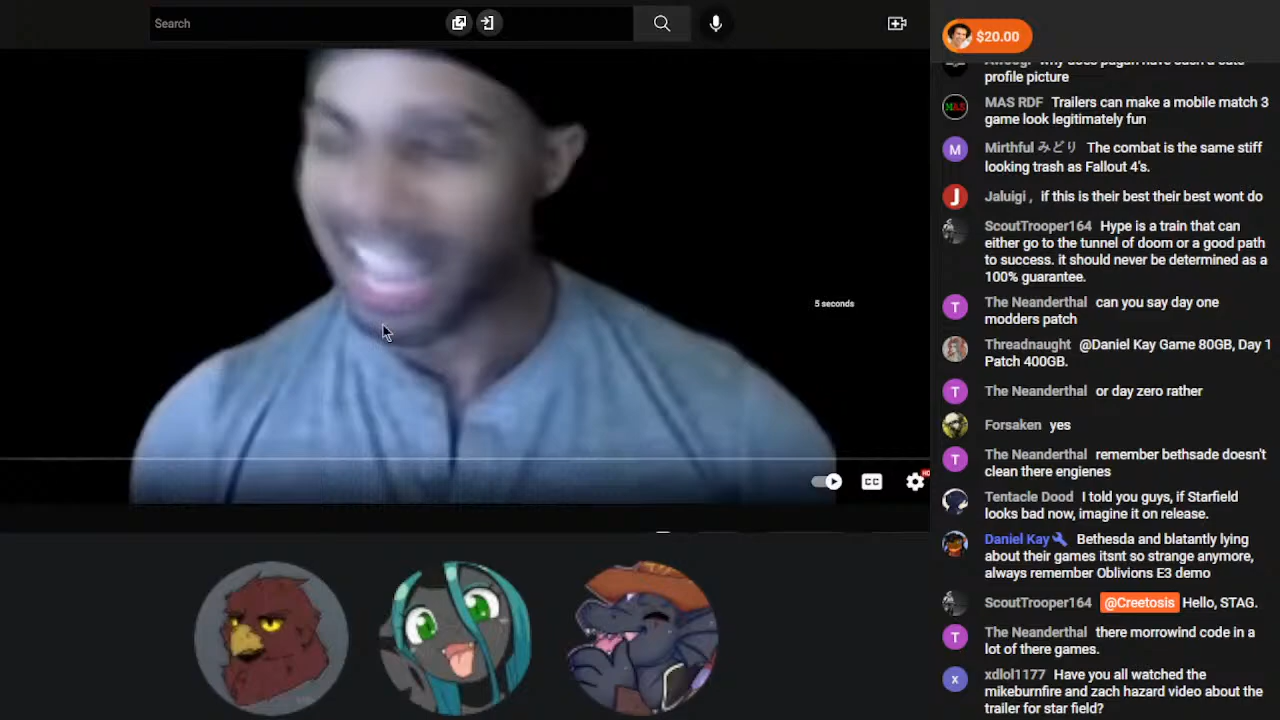 Search
$20.00
why does pagan have such a cute
profile picture
MAS RDF Trailers can make a mobile match 3
game look legitimately fun
Mirthful みどり The combat is the same stiff
looking trash as Fallout 4's.
Jaluigi , if this is their best their best wont do
ScoutTrooper164 Hype is a train that can
either go to the tunnel of doom or a good path
to success. it should never be determined as a
100% guarantee.
The Neanderthal can you say day one
modders patch
Threadnaught @Daniel Kay Game 80GB, Day 1
Patch 400GB.
The Neanderthal or day zero rather
Forsaken yes
The Neanderthal remember bethsade doesn't
clean there engienes
Tentacle Dood I told you guys, if Starfield
looks bad now, imagine it on release.
Daniel Kay Bethesda and blatantly lying
about their games itsnt so strange anymore,
always remember Oblivions E3 demo
ScoutTrooper164 @Creetosis Hello, STAG.
The Neanderthal there morrowind code in a
lot of there games.
xdlol1177 Have you all watched the
mikeburnfire and zach hazard video about the
trailer for star field?
5 seconds
CC
MAS
M
J
T
T
T
T
x